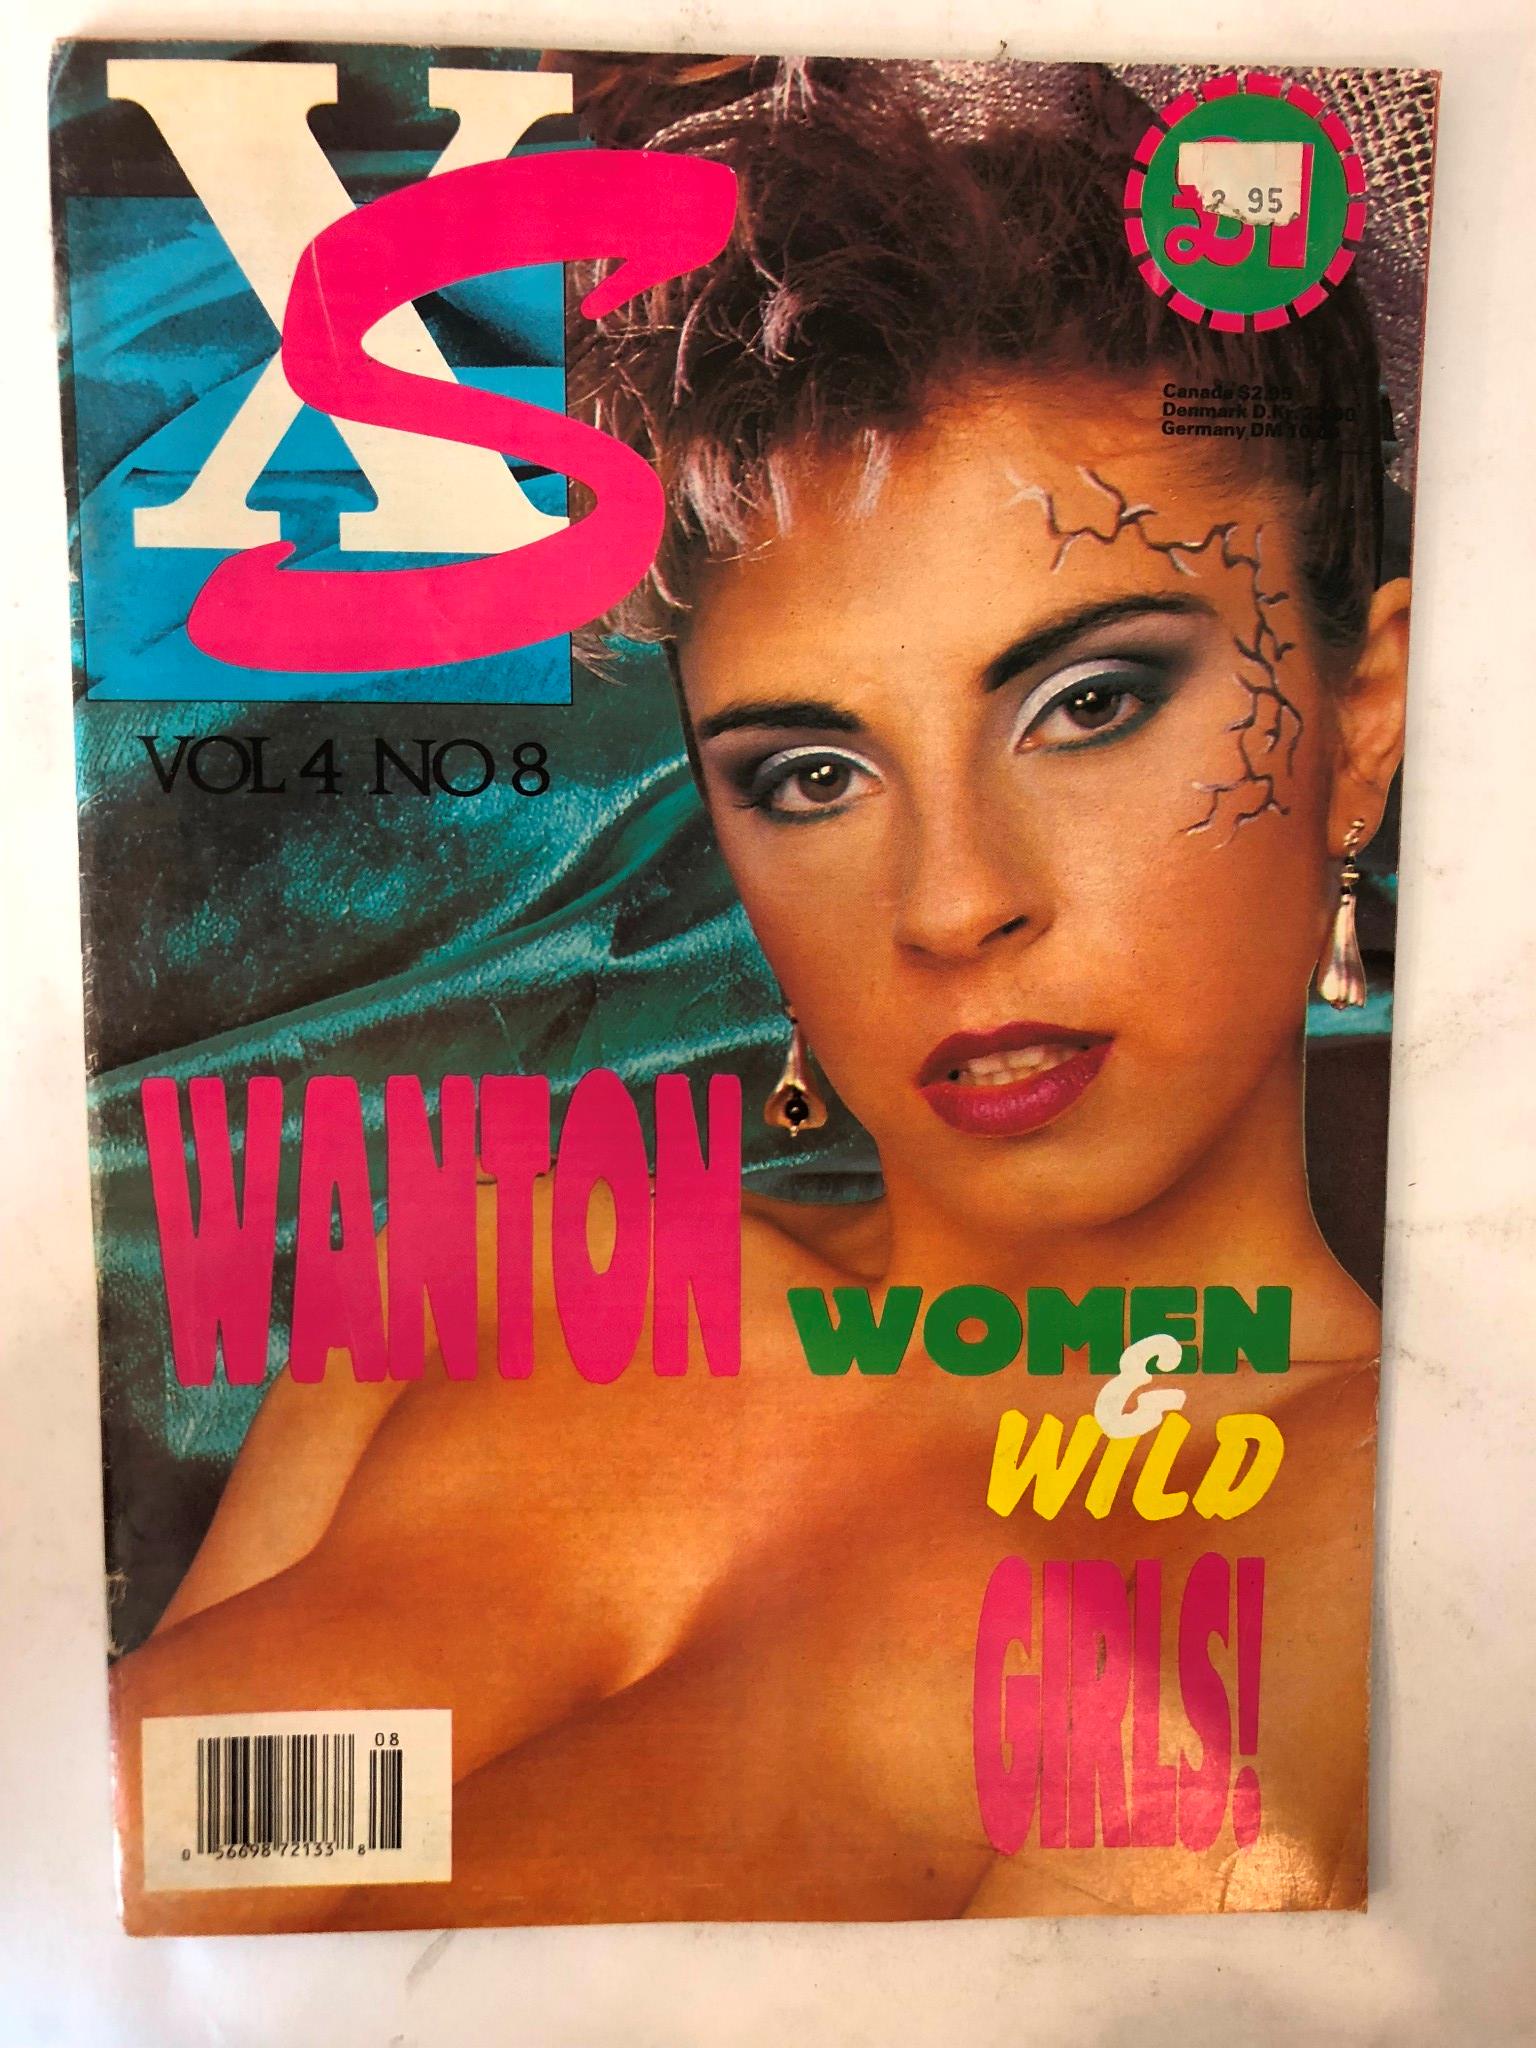 XS
£1
2.95
Canada $2.95
Denmark D.Kr.
Germany DM
VOL 4 NO 8
WANTON
WOMEN
&
WILD
GIRLS!
08
0 56698 72133 8